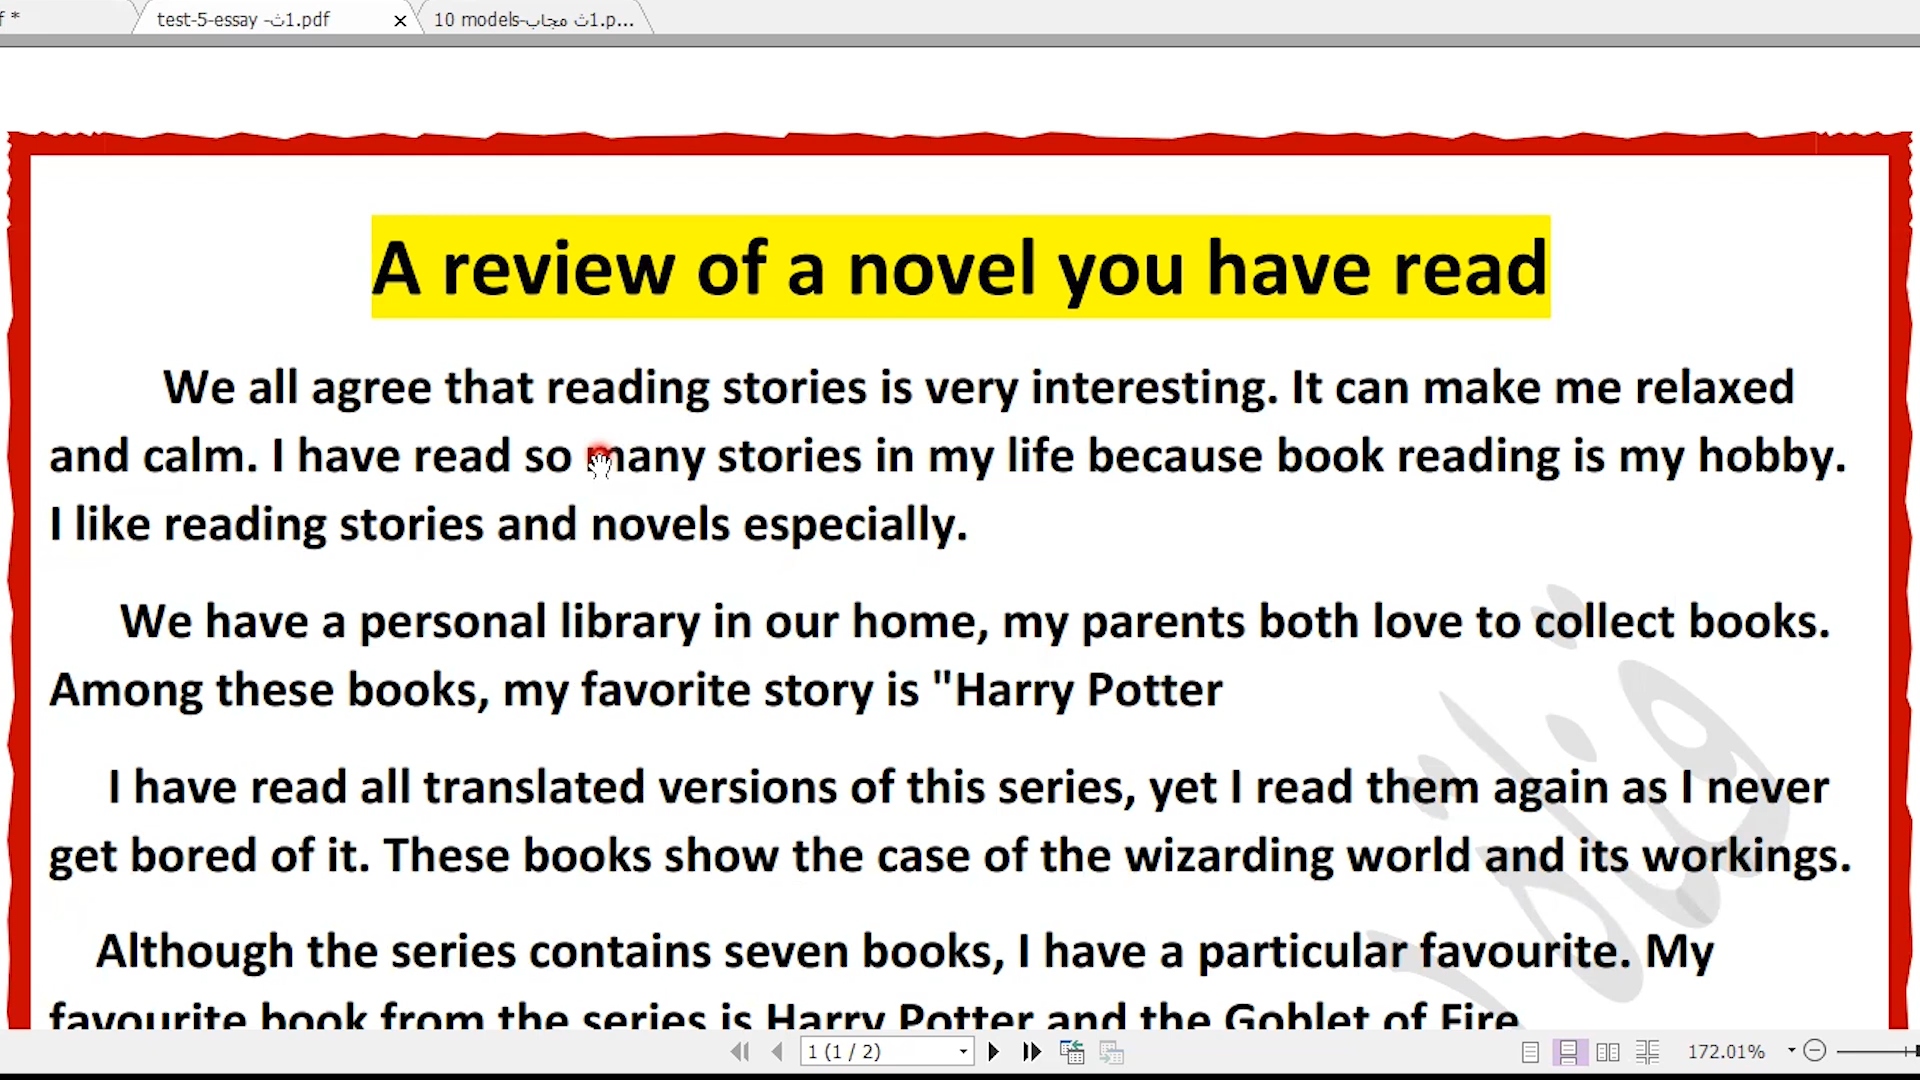 test-5-essay -1ث.pdf
10 models-مجاب 1ث.p...
A review of a novel you have read
We all agree that reading stories is very interesting. It can make me relaxed
and calm. I have read so many stories in my life because book reading is my hobby.
I like reading stories and novels especially.
We have a personal library in our home, my parents both love to collect books.
Among these books, my favorite story is "Harry Potter
I have read all translated versions of this series, yet I read them again as I never
get bored of it. These books show the case of the wizarding world and its workings.
Although the series contains seven books, I have a particular favourite. My
favourite book from the series is Harry Potter and the Goblet of Fire
1 (1 / 2)
172.01%